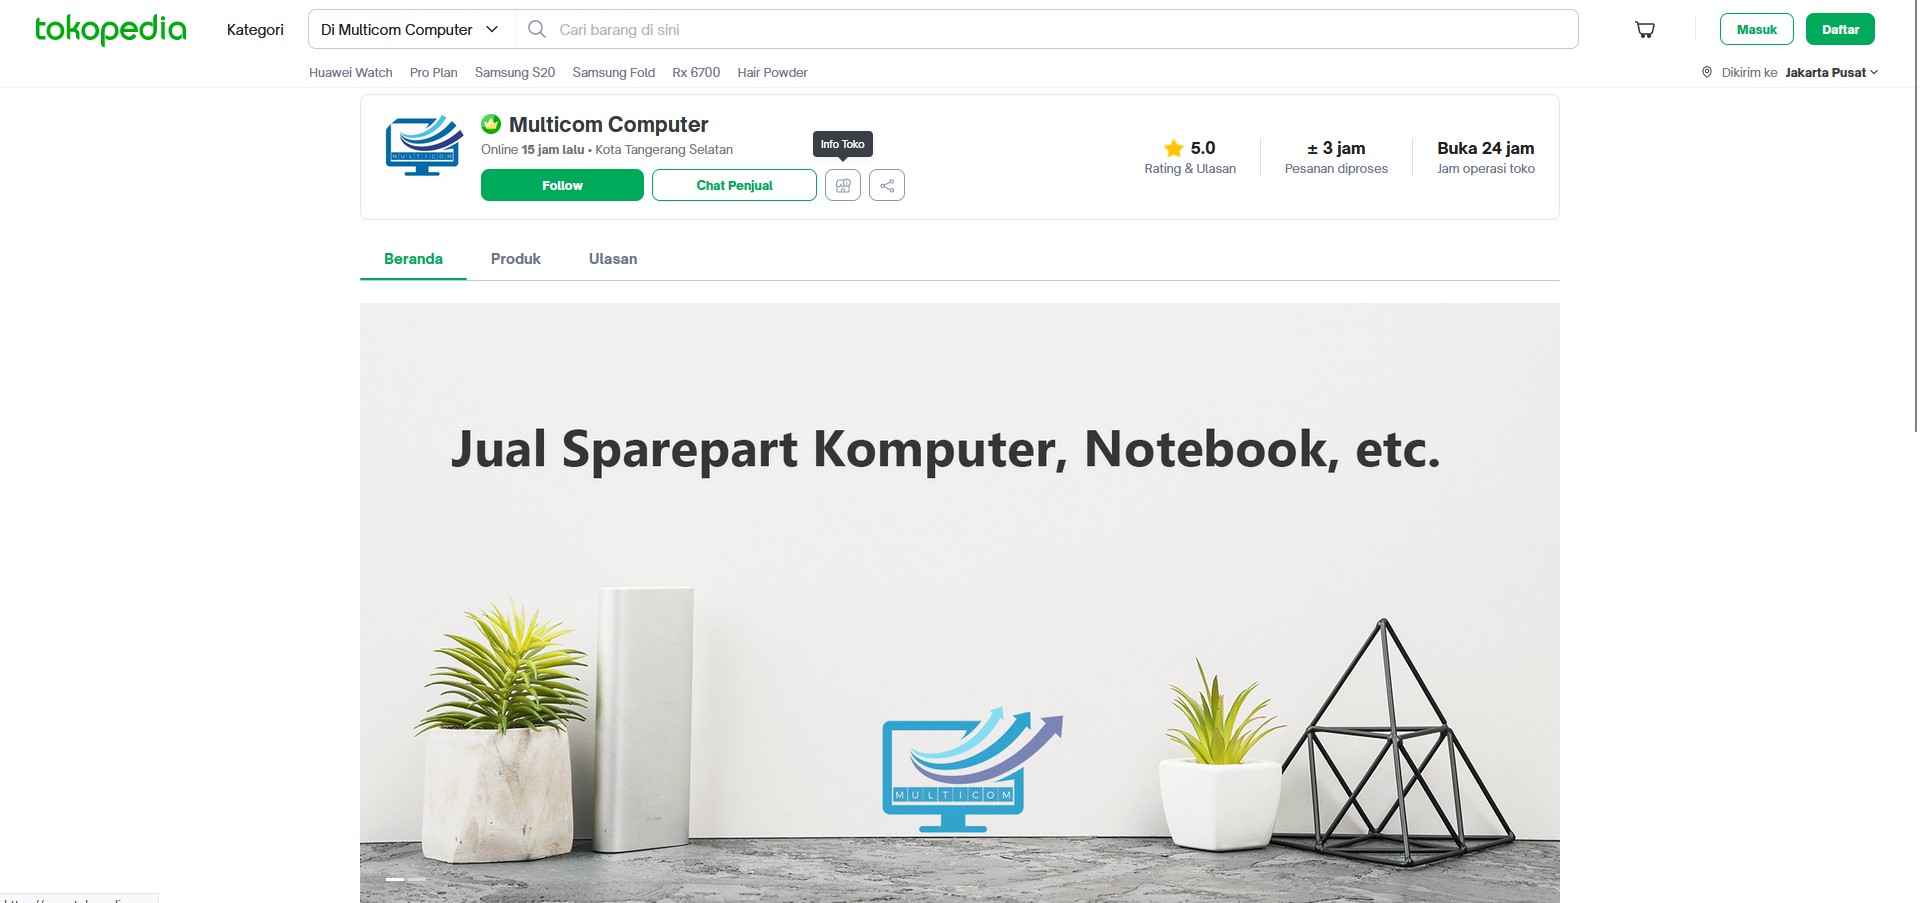 tokopedia
Kategori
Di Multicom Computer
Cari barang di sini
Masuk
Daftar
Huawei Watch Pro Plan Samsung S20 Samsung Fold Rx 6700 Hair Powder
Dikirim ke Jakarta Pusat
MULTICOM
Multicom Computer
Online 15 jam lalu • Kota Tangerang Selatan
Info Toko
Follow
Chat Penjual
5.0
Rating & Ulasan
± 3 jam
Pesanan diproses
Buka 24 jam
Jam operasi toko
Beranda Produk Ulasan
Jual Sparepart Komputer, Notebook, etc.
MULTICOM